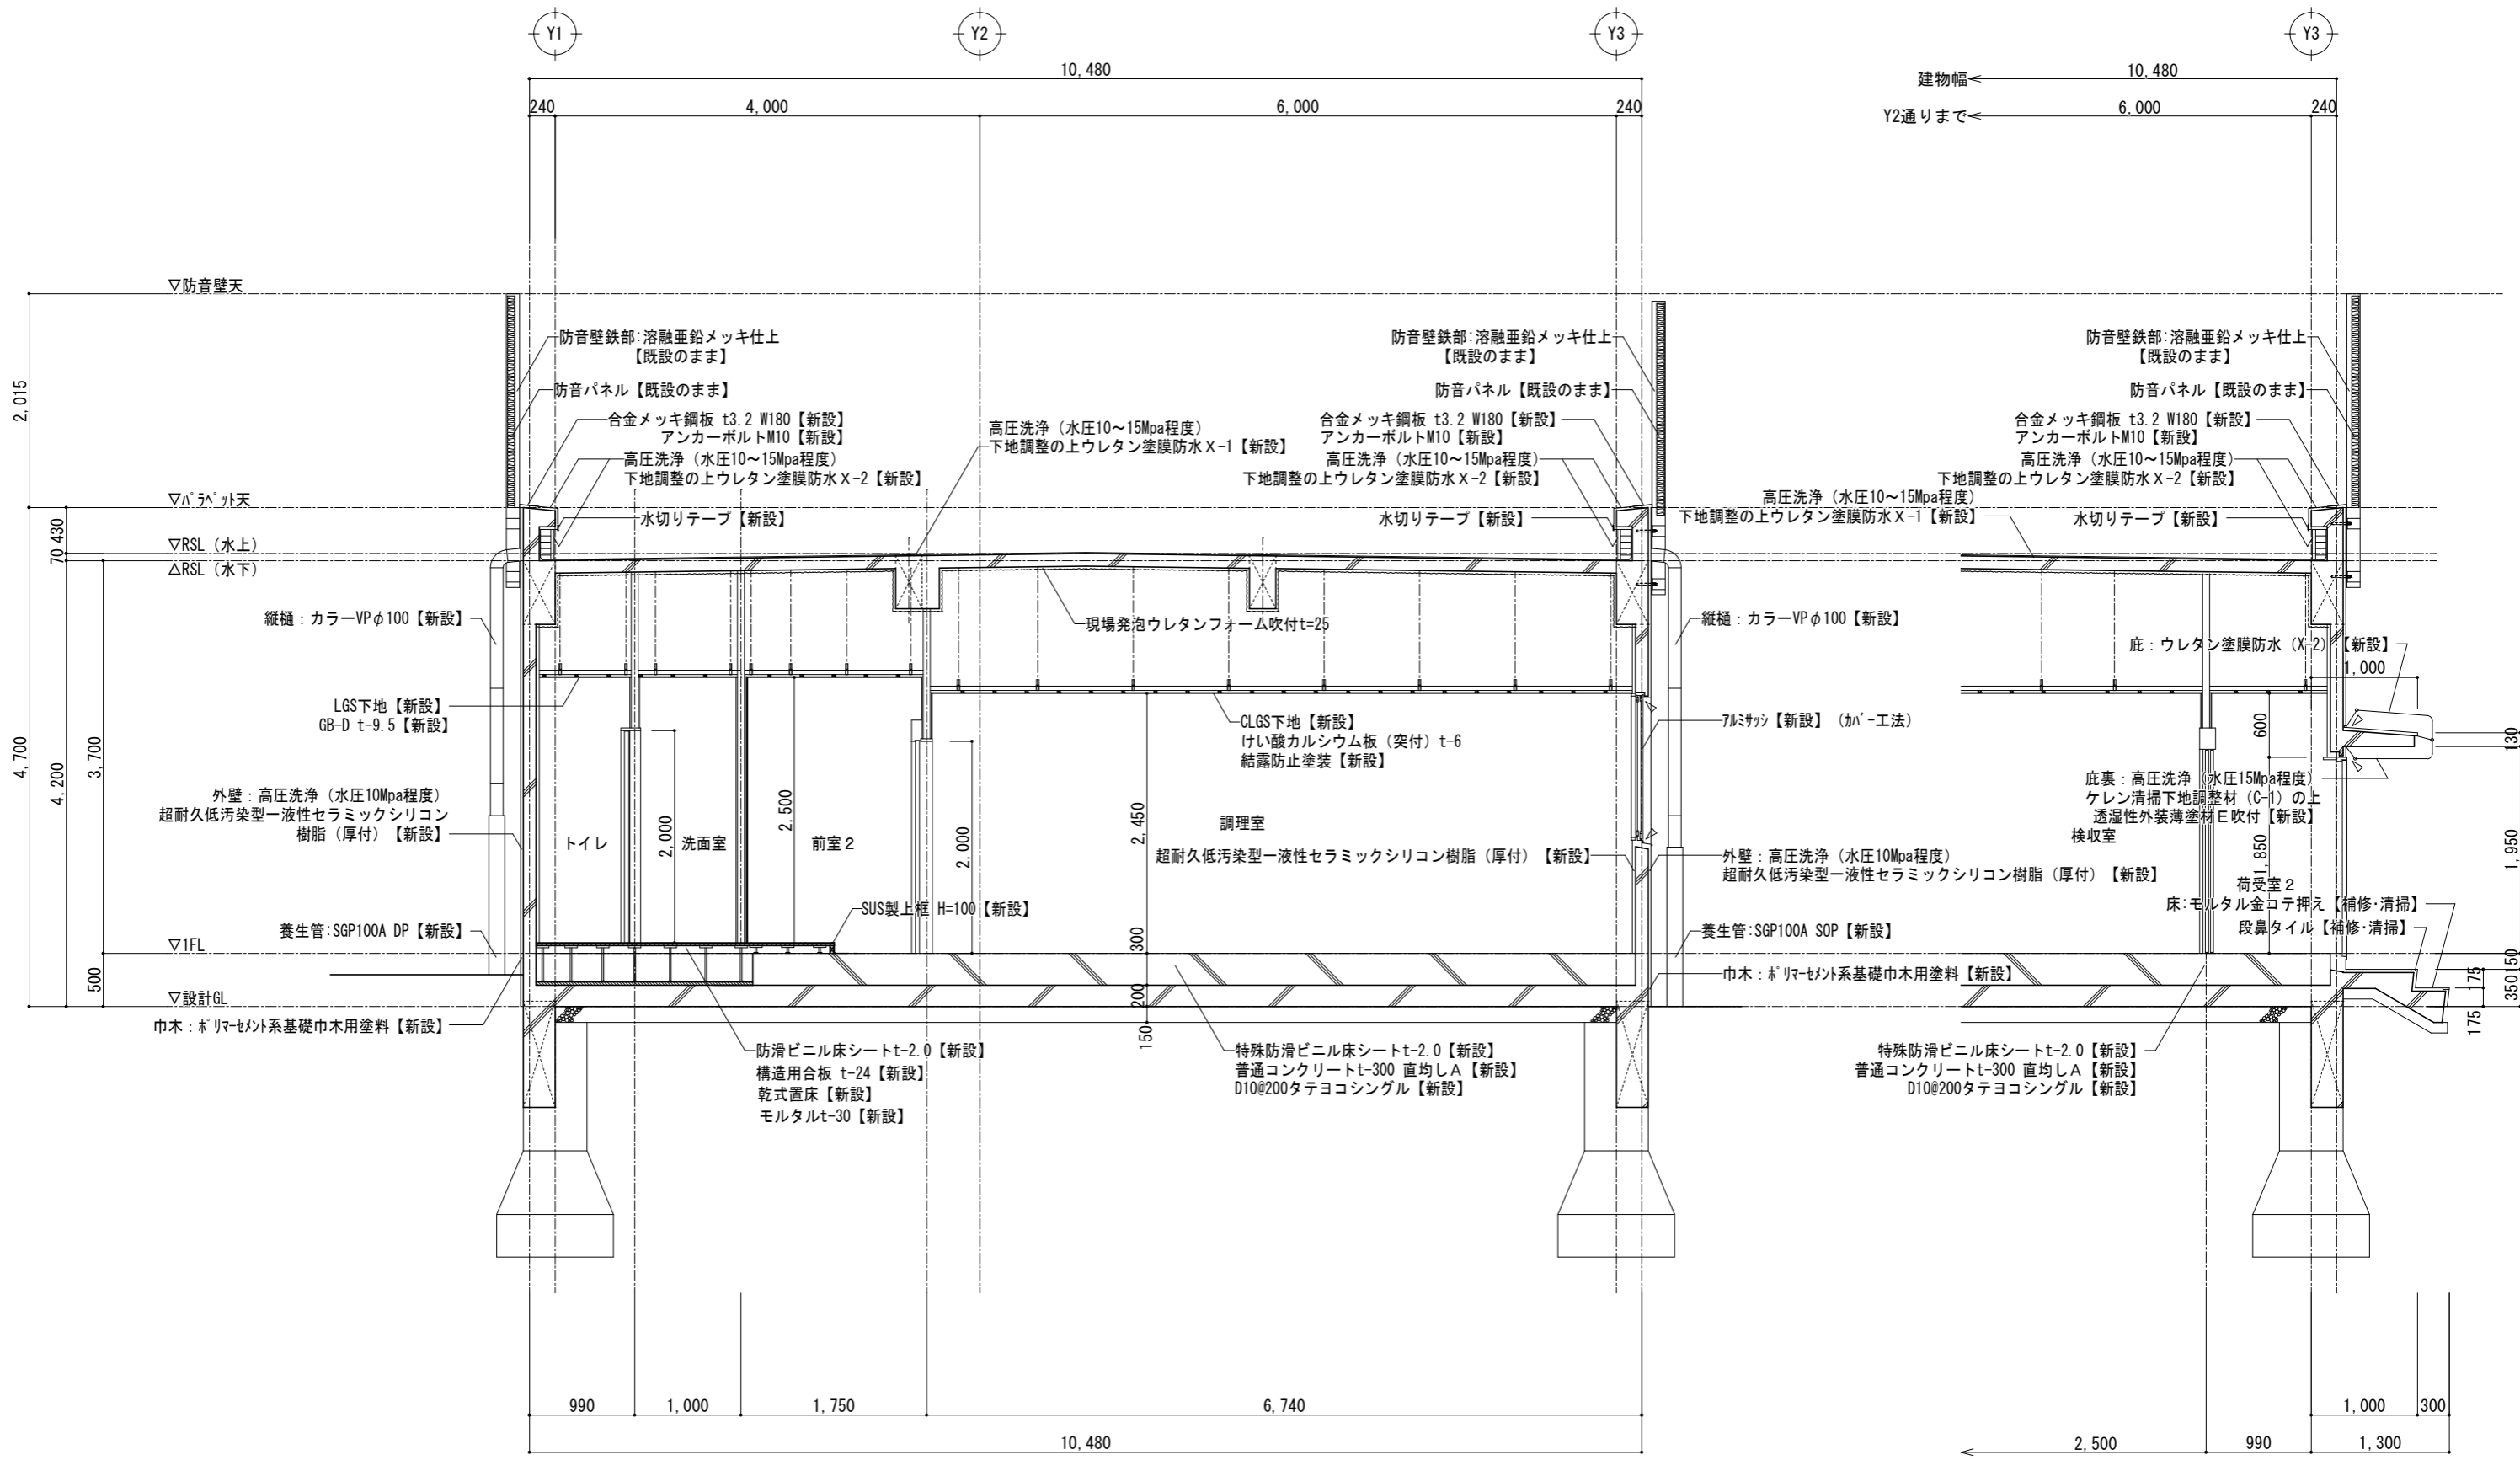 Y1
Y2
Y3
Y3
10,480
建物幅
10,480
240
4,000
6,000
240
Y2通りまで
6,000
240
▽防音壁天
防音壁鉄部:溶融亜鉛メッキ仕上
【既設のまま】
防音パネル【既設のまま】
合金メッキ鋼板 t3.2 W180【新設】
アンカーボルトM10【新設】
高圧洗浄（水圧10～15Mpa程度）
下地調整の上ウレタン塗膜防水X-2【新設】
水切りテープ【新設】
高圧洗浄（水圧10～15Mpa程度）
下地調整の上ウレタン塗膜防水X-1【新設】
防音壁鉄部:溶融亜鉛メッキ仕上
【既設のまま】
防音パネル【既設のまま】
合金メッキ鋼板 t3.2 W180【新設】
アンカーボルトM10【新設】
高圧洗浄（水圧10～15Mpa程度）
下地調整の上ウレタン塗膜防水X-2【新設】
水切りテープ【新設】
防音壁鉄部:溶融亜鉛メッキ仕上
【既設のまま】
防音パネル【既設のまま】
合金メッキ鋼板 t3.2 W180【新設】
アンカーボルトM10【新設】
高圧洗浄（水圧10～15Mpa程度）
下地調整の上ウレタン塗膜防水X-2【新設】
高圧洗浄（水圧10～15Mpa程度）
下地調整の上ウレタン塗膜防水X-1【新設】
水切りテープ【新設】
2,015
▽パラペット天
430
70
▽RSL（水上）
△RSL（水下）
縦樋：カラーVPφ100【新設】
現場発泡ウレタンフォーム吹付t=25
縦樋：カラーVPφ100【新設】
庇：ウレタン塗膜防水（X-2）【新設】
1,000
LGS下地【新設】
GB-D t-9.5【新設】
CLGS下地【新設】
けい酸カルシウム板（突付）t-6
結露防止塗装【新設】
アルミサッシ【新設】（カバー工法）
600
130
4,700
4,200
3,700
外壁：高圧洗浄（水圧10Mpa程度）
超耐久低汚染型一液性セラミックシリコン
樹脂（厚付）【新設】
庇裏：高圧洗浄（水圧15Mpa程度）
ケレン清掃下地調整材（C-1）の上
透湿性外装薄塗材E吹付【新設】
検収室
トイレ
2,000
洗面室
2,500
前室２
2,000
2,450
調理室
超耐久低汚染型一液性セラミックシリコン樹脂（厚付）【新設】
外壁：高圧洗浄（水圧10Mpa程度）
超耐久低汚染型一液性セラミックシリコン樹脂（厚付）【新設】
1,850
1,950
荷受室２
床:モルタル金コテ押え【補修･清掃】
段鼻タイル【補修･清掃】
SUS製上框 H=100【新設】
養生管:SGP100A DP【新設】
養生管:SGP100A SOP【新設】
▽1FL
500
300
200
150
150
350
175
175
▽設計GL
巾木：ポリマーセメント系基礎巾木用塗料【新設】
巾木：ポリマーセメント系基礎巾木用塗料【新設】
防滑ビニル床シートt-2.0【新設】
構造用合板 t-24【新設】
乾式置床【新設】
モルタルt-30【新設】
特殊防滑ビニル床シートt-2.0【新設】
普通コンクリートt-300 直均しA【新設】
D10@200タテヨコシングル【新設】
特殊防滑ビニル床シートt-2.0【新設】
普通コンクリートt-300 直均しA【新設】
D10@200タテヨコシングル【新設】
990
1,000
1,750
6,740
1,000
300
10,480
2,500
990
1,300